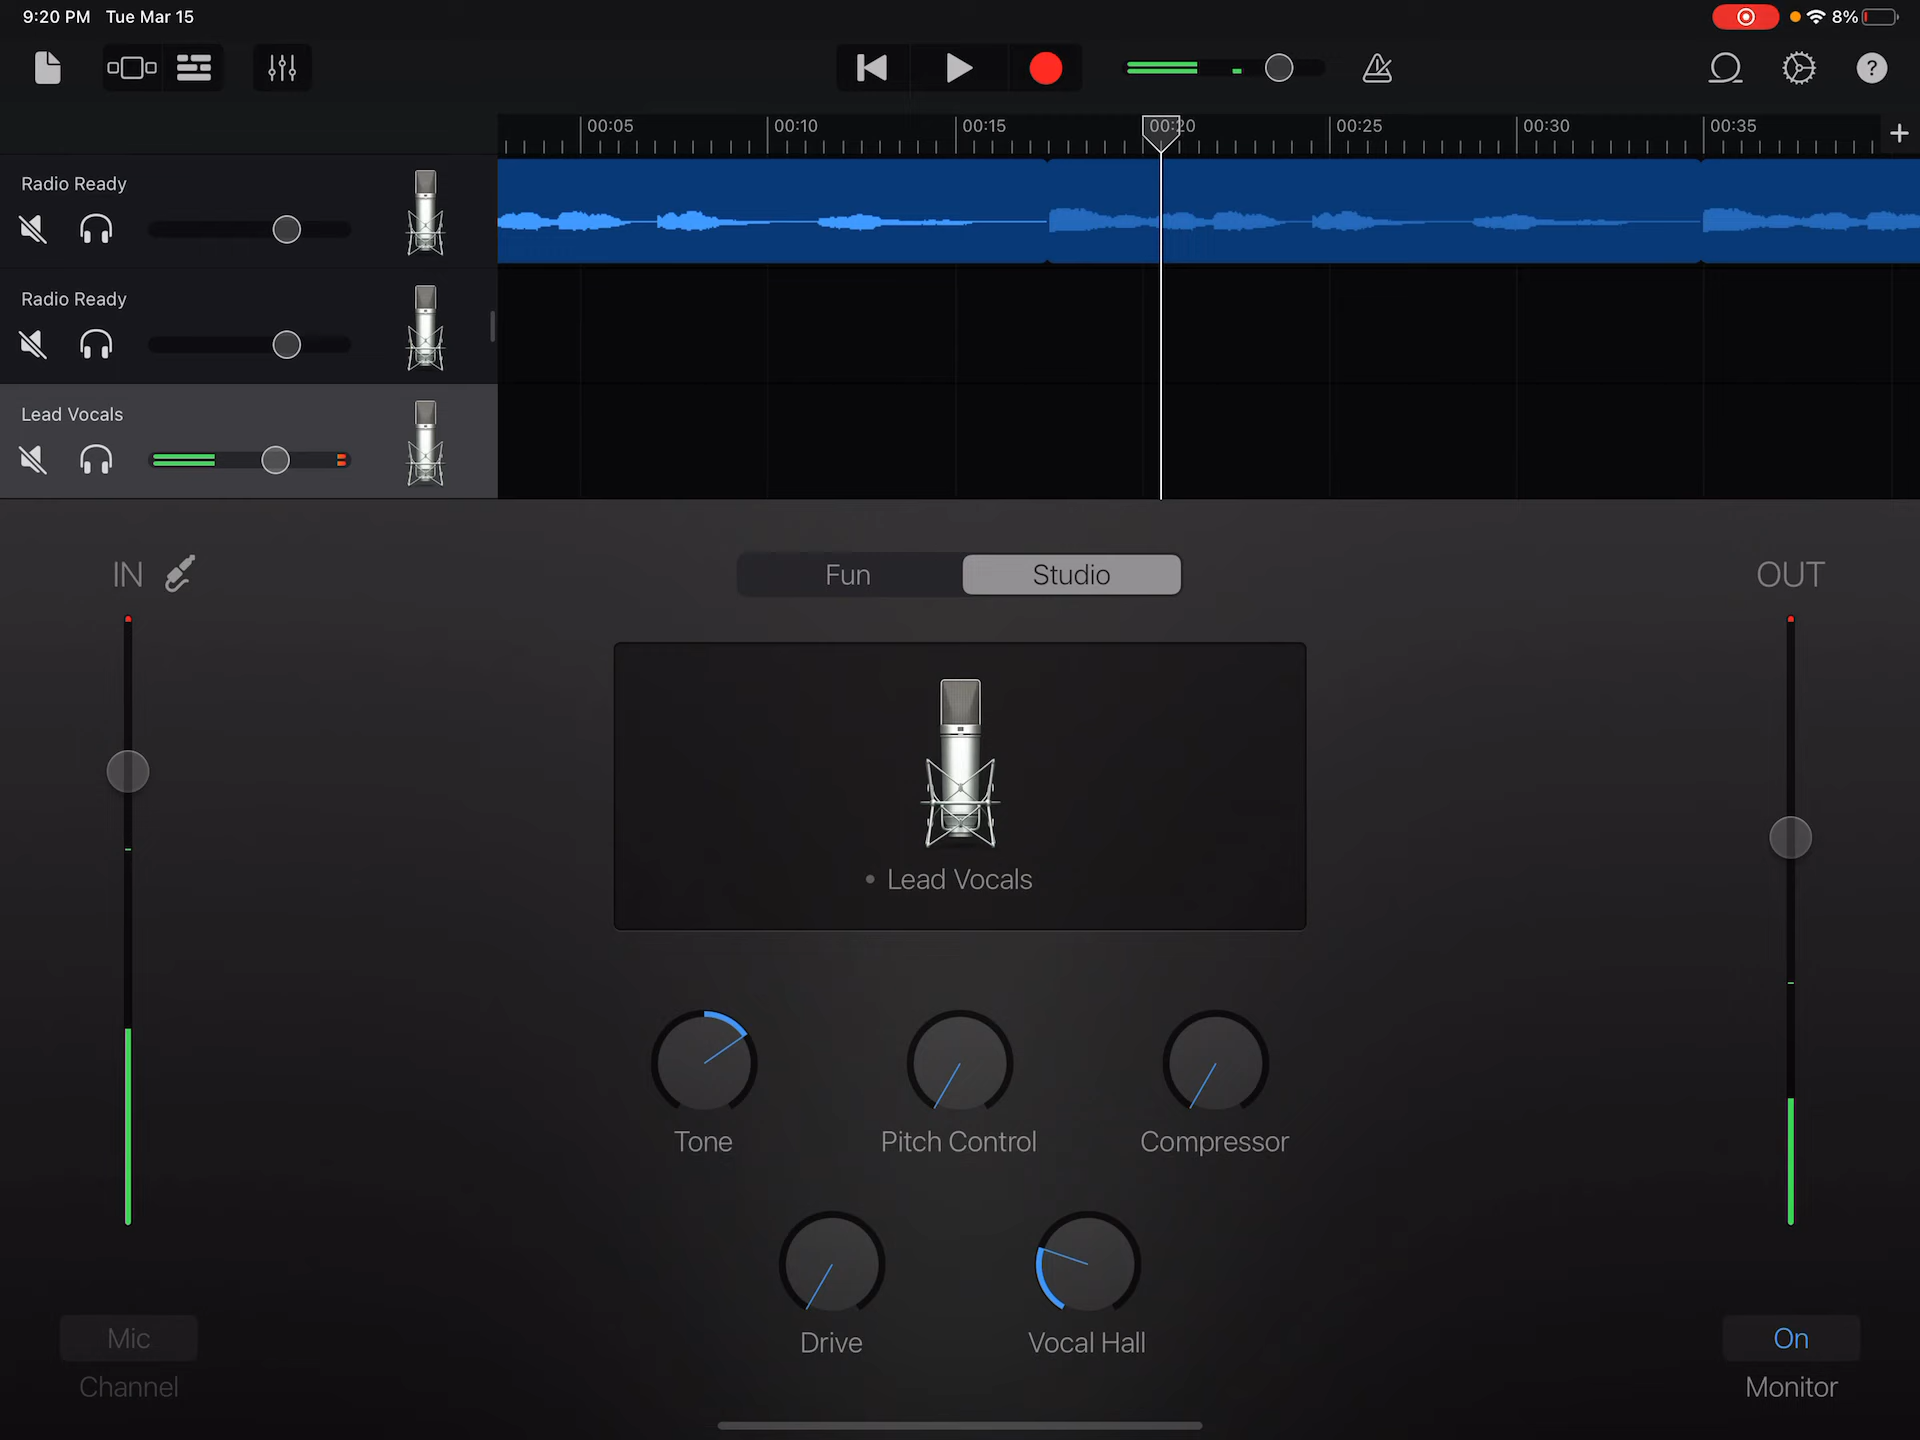 9:20 PM Tue Mar 15
8%
?
00:05 00:10 00:15 00:20 00:25 00:30 00:35
Radio Ready
Radio Ready
Lead Vocals
IN
Fun Studio
OUT
Lead Vocals
Tone Pitch Control Compressor
Drive Vocal Hall
Mic On
Channel Monitor